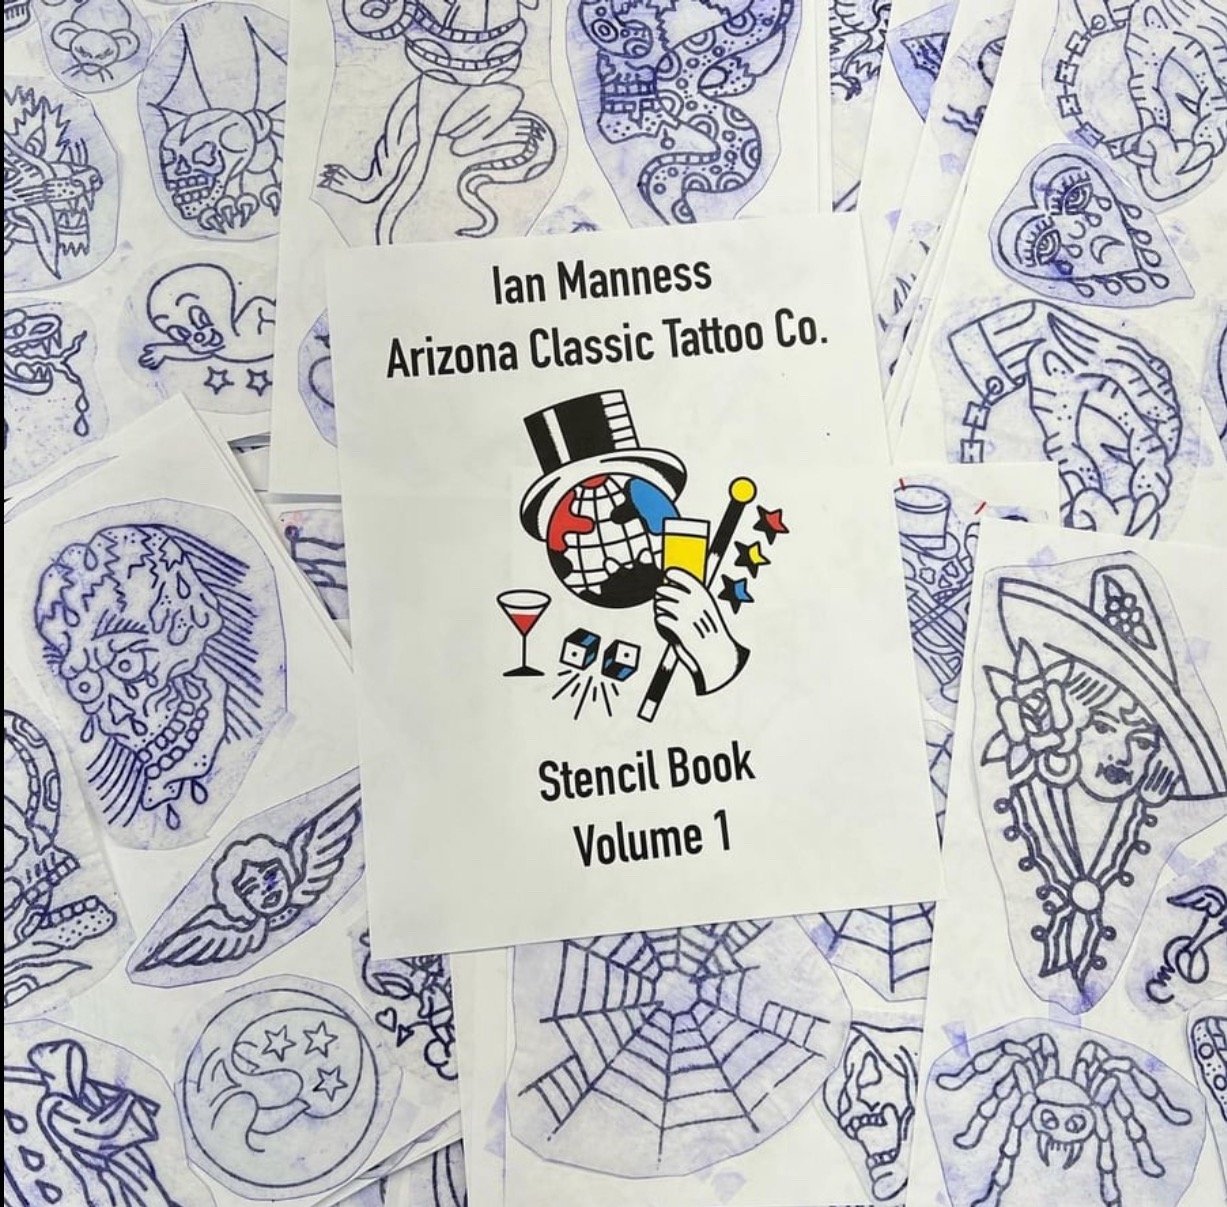 Ian Manness
Arizona Classic Tattoo Co.
Stencil Book
Volume 1